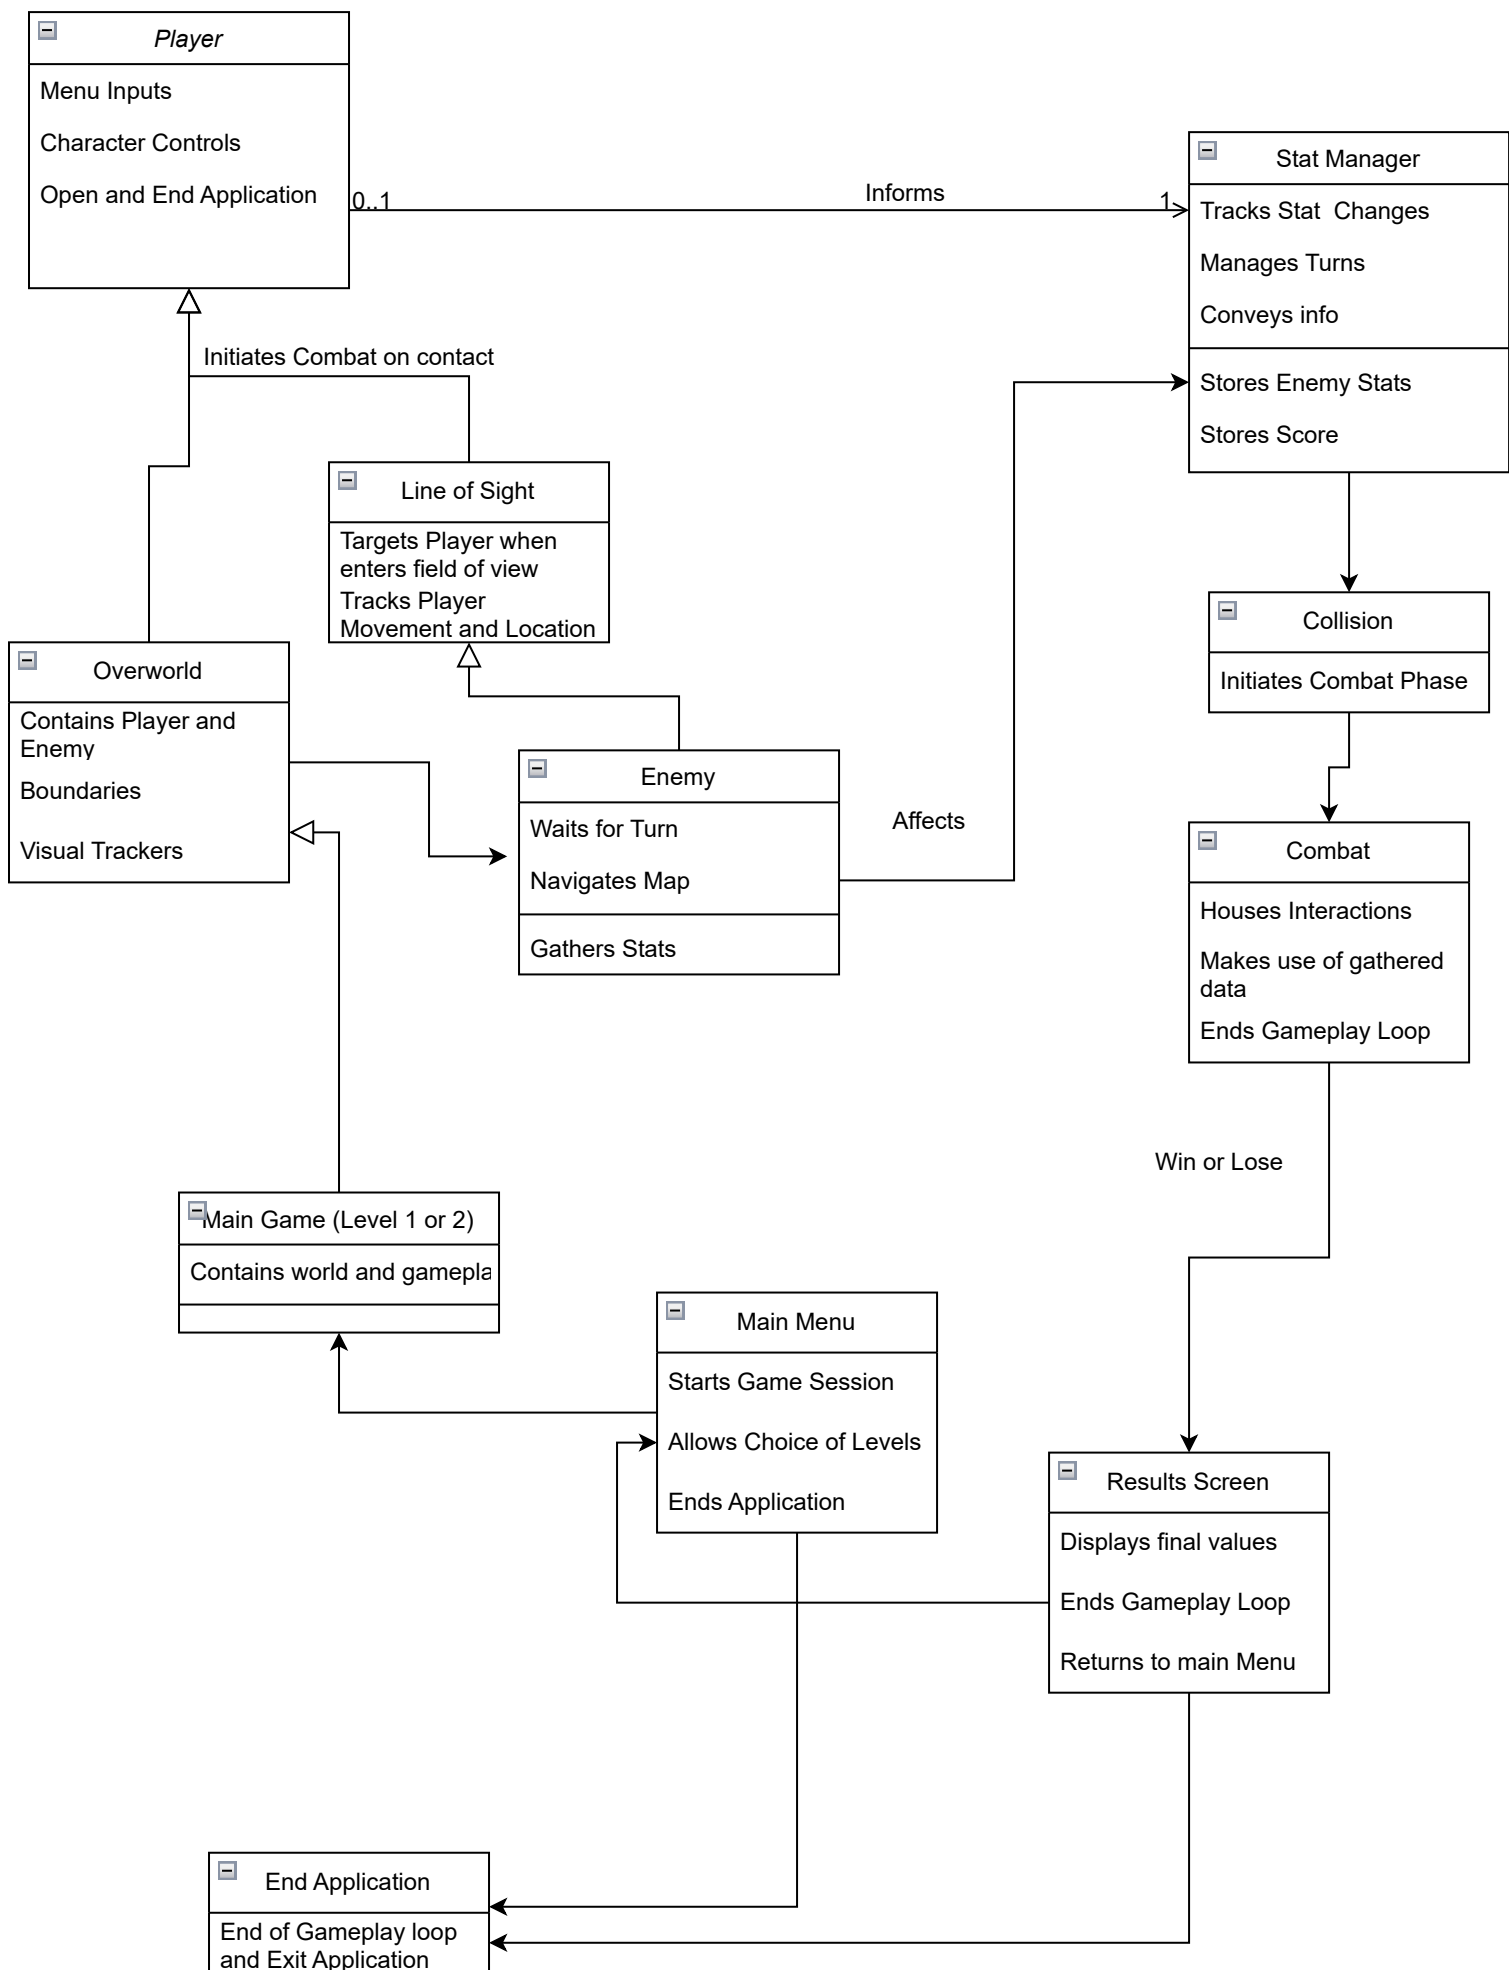 Player
Menu Inputs
Character Controls
Open and End Application
0..1
Informs
1
Stat Manager
Tracks Stat  Changes
Manages Turns
Conveys info
Stores Enemy Stats
Stores Score
Initiates Combat on contact
Line of Sight
Targets Player when
enters field of view
Tracks Player
Movement and Location
Overworld
Contains Player and
Enemy
Boundaries
Visual Trackers
Enemy
Waits for Turn
Navigates Map
Gathers Stats
Affects
Collision
Initiates Combat Phase
Combat
Houses Interactions
Makes use of gathered
data
Ends Gameplay Loop
Win or Lose
Main Game (Level 1 or 2)
Contains world and gamepla
Main Menu
Starts Game Session
Allows Choice of Levels
Ends Application
Results Screen
Displays final values
Ends Gameplay Loop
Returns to main Menu
End Application
End of Gameplay loop
and Exit Application